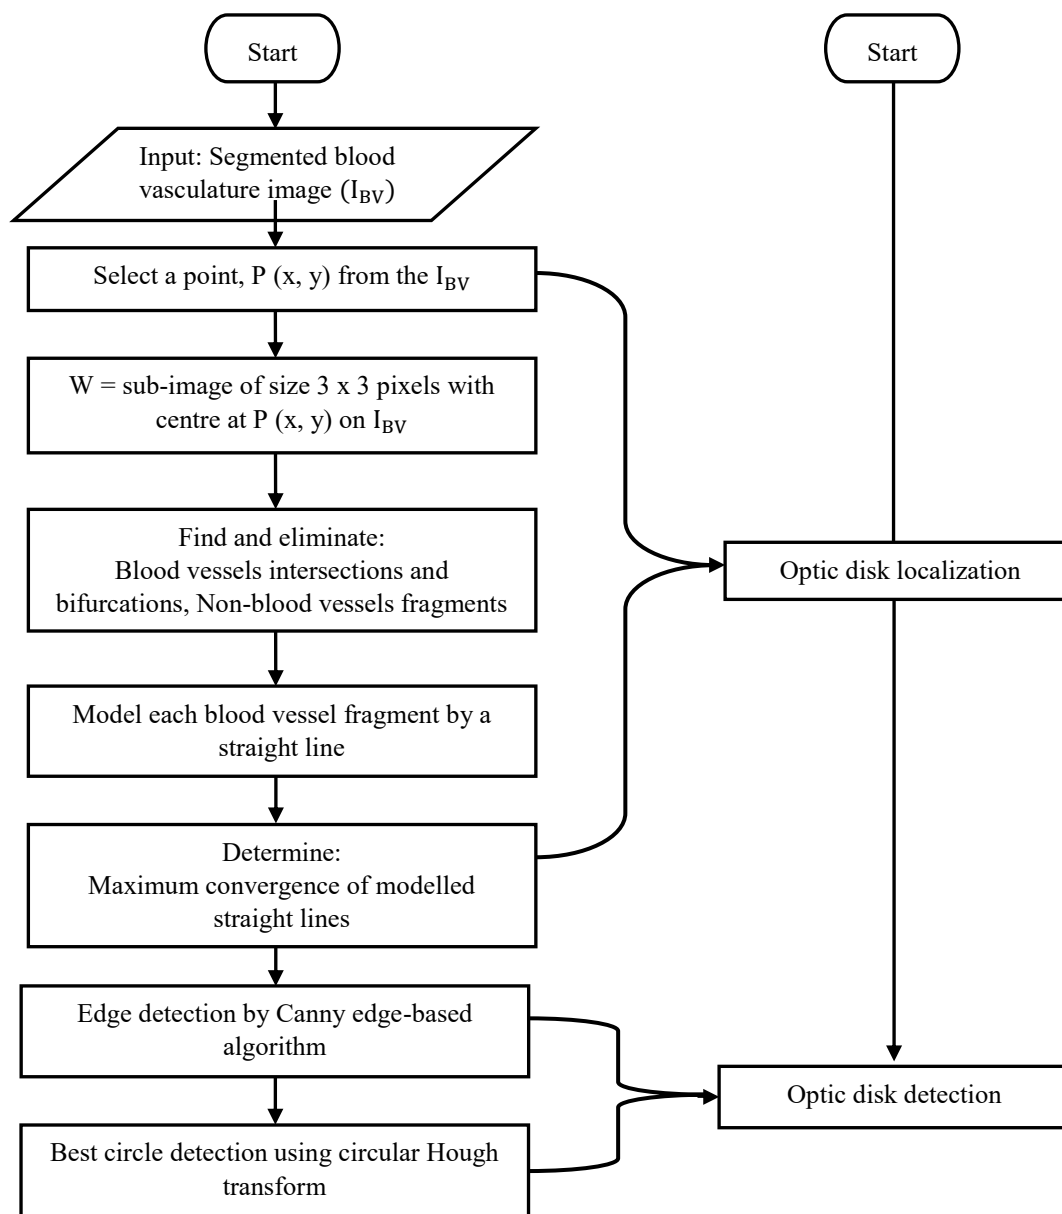 Start
Start
Input: Segmented blood
vasculature image (I_BV)
Select a point, P (x, y) from the I_BV
W = sub-image of size 3 x 3 pixels with
centre at P (x, y) on I_BV
Find and eliminate:
Blood vessels intersections and
bifurcations, Non-blood vessels fragments
Optic disk localization
Model each blood vessel fragment by a
straight line
Determine:
Maximum convergence of modelled
straight lines
Edge detection by Canny edge-based
algorithm
Optic disk detection
Best circle detection using circular Hough
transform